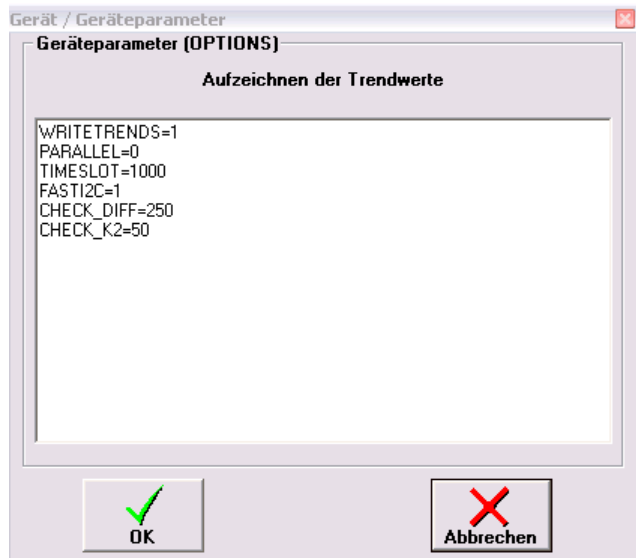 Gerät / Geräteparameter
Geräteparameter (OPTIONS)
Aufzeichnen der Trendwerte
WRITETRENDS=1
PARALLEL=0
TIMESLOT=1000
FASTI2C=1
CHECK_DIFF=250
CHECK_K2=50
OK
Abbrechen